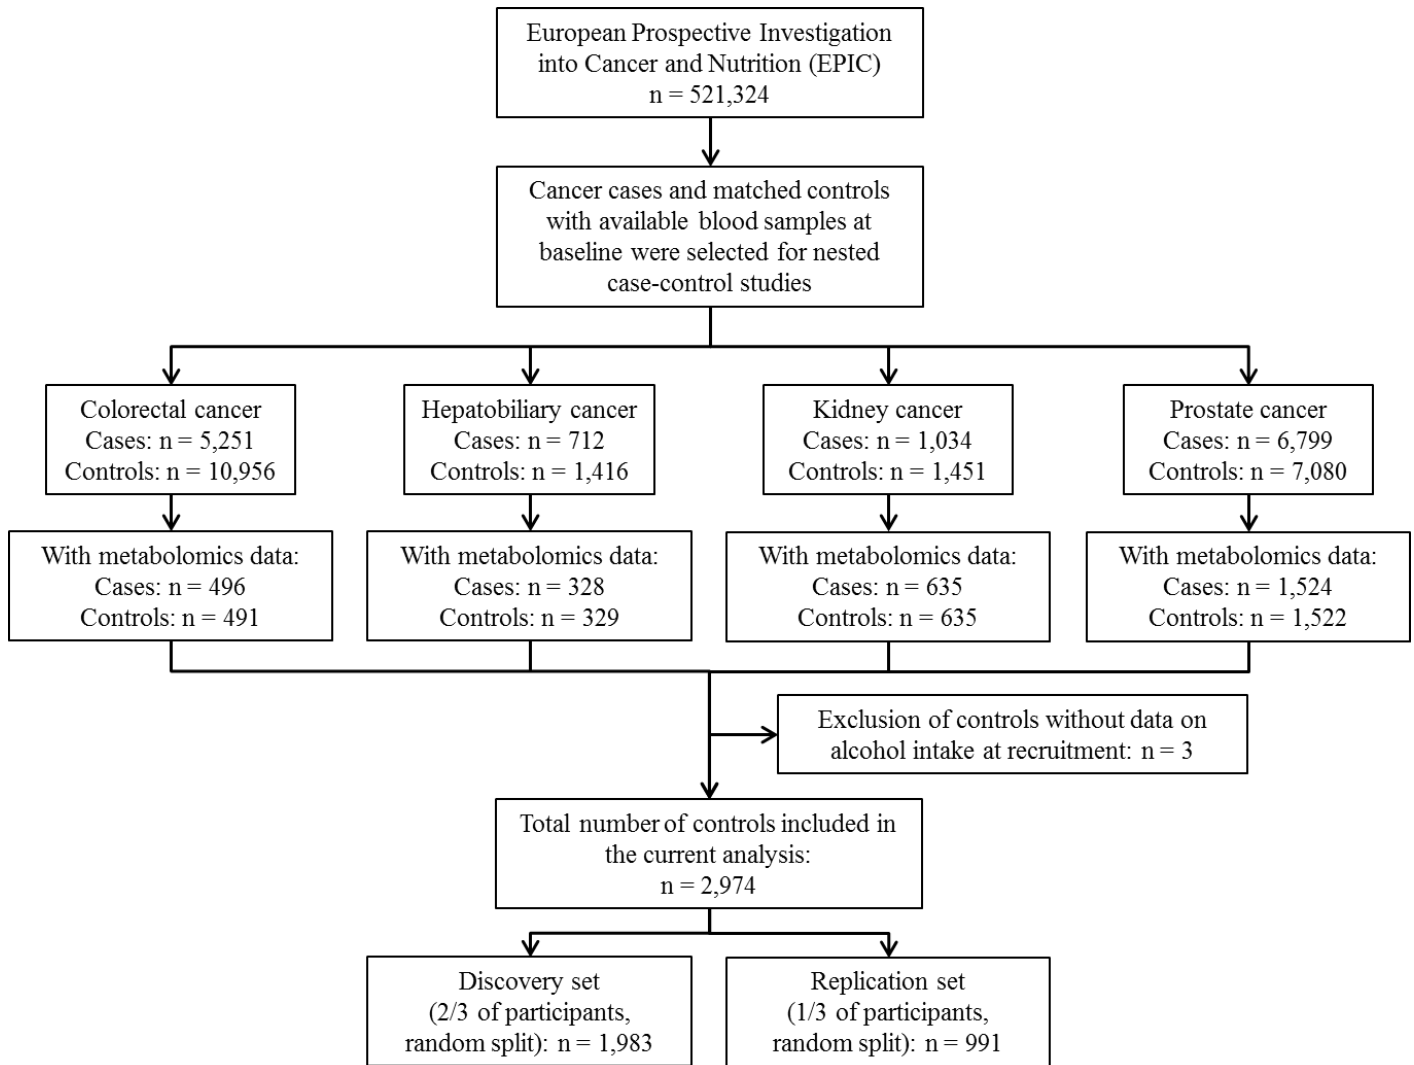 European Prospective Investigation
into Cancer and Nutrition (EPIC)
n = 521,324
Cancer cases and matched controls
with available blood samples at
baseline were selected for nested
case-control studies
Colorectal cancer
Cases: n = 5,251
Controls: n = 10,956
Hepatobiliary cancer
Cases: n = 712
Controls: n = 1,416
Kidney cancer
Cases: n = 1,034
Controls: n = 1,451
Prostate cancer
Cases: n = 6,799
Controls: n = 7,080
With metabolomics data:
Cases: n = 496
Controls: n = 491
With metabolomics data:
Cases: n = 328
Controls: n = 329
With metabolomics data:
Cases: n = 635
Controls: n = 635
With metabolomics data:
Cases: n = 1,524
Controls: n = 1,522
Exclusion of controls without data on
alcohol intake at recruitment: n = 3
Total number of controls included in
the current analysis:
n = 2,974
Discovery set
(2/3 of participants,
random split): n = 1,983
Replication set
(1/3 of participants,
random split): n = 991